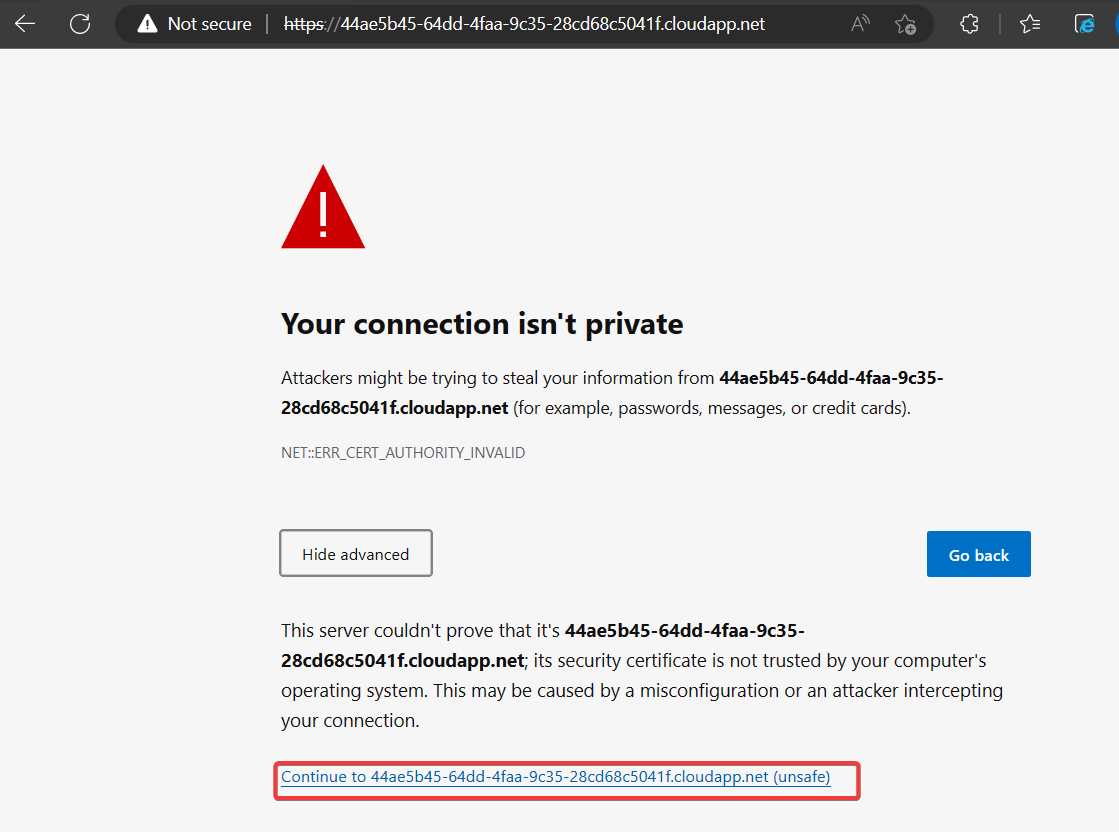 Not secure | https://44ae5b45-64dd-4faa-9c35-28cd68c5041f.cloudapp.net
Your connection isn't private
Attackers might be trying to steal your information from 44ae5b45-64dd-4faa-9c35-
28cd68c5041f.cloudapp.net (for example, passwords, messages, or credit cards).
NET::ERR_CERT_AUTHORITY_INVALID
Hide advanced
Go back
This server couldn't prove that it's 44ae5b45-64dd-4faa-9c35-
28cd68c5041f.cloudapp.net; its security certificate is not trusted by your computer's
operating system. This may be caused by a misconfiguration or an attacker intercepting
your connection.
Continue to 44ae5b45-64dd-4faa-9c35-28cd68c5041f.cloudapp.net (unsafe)